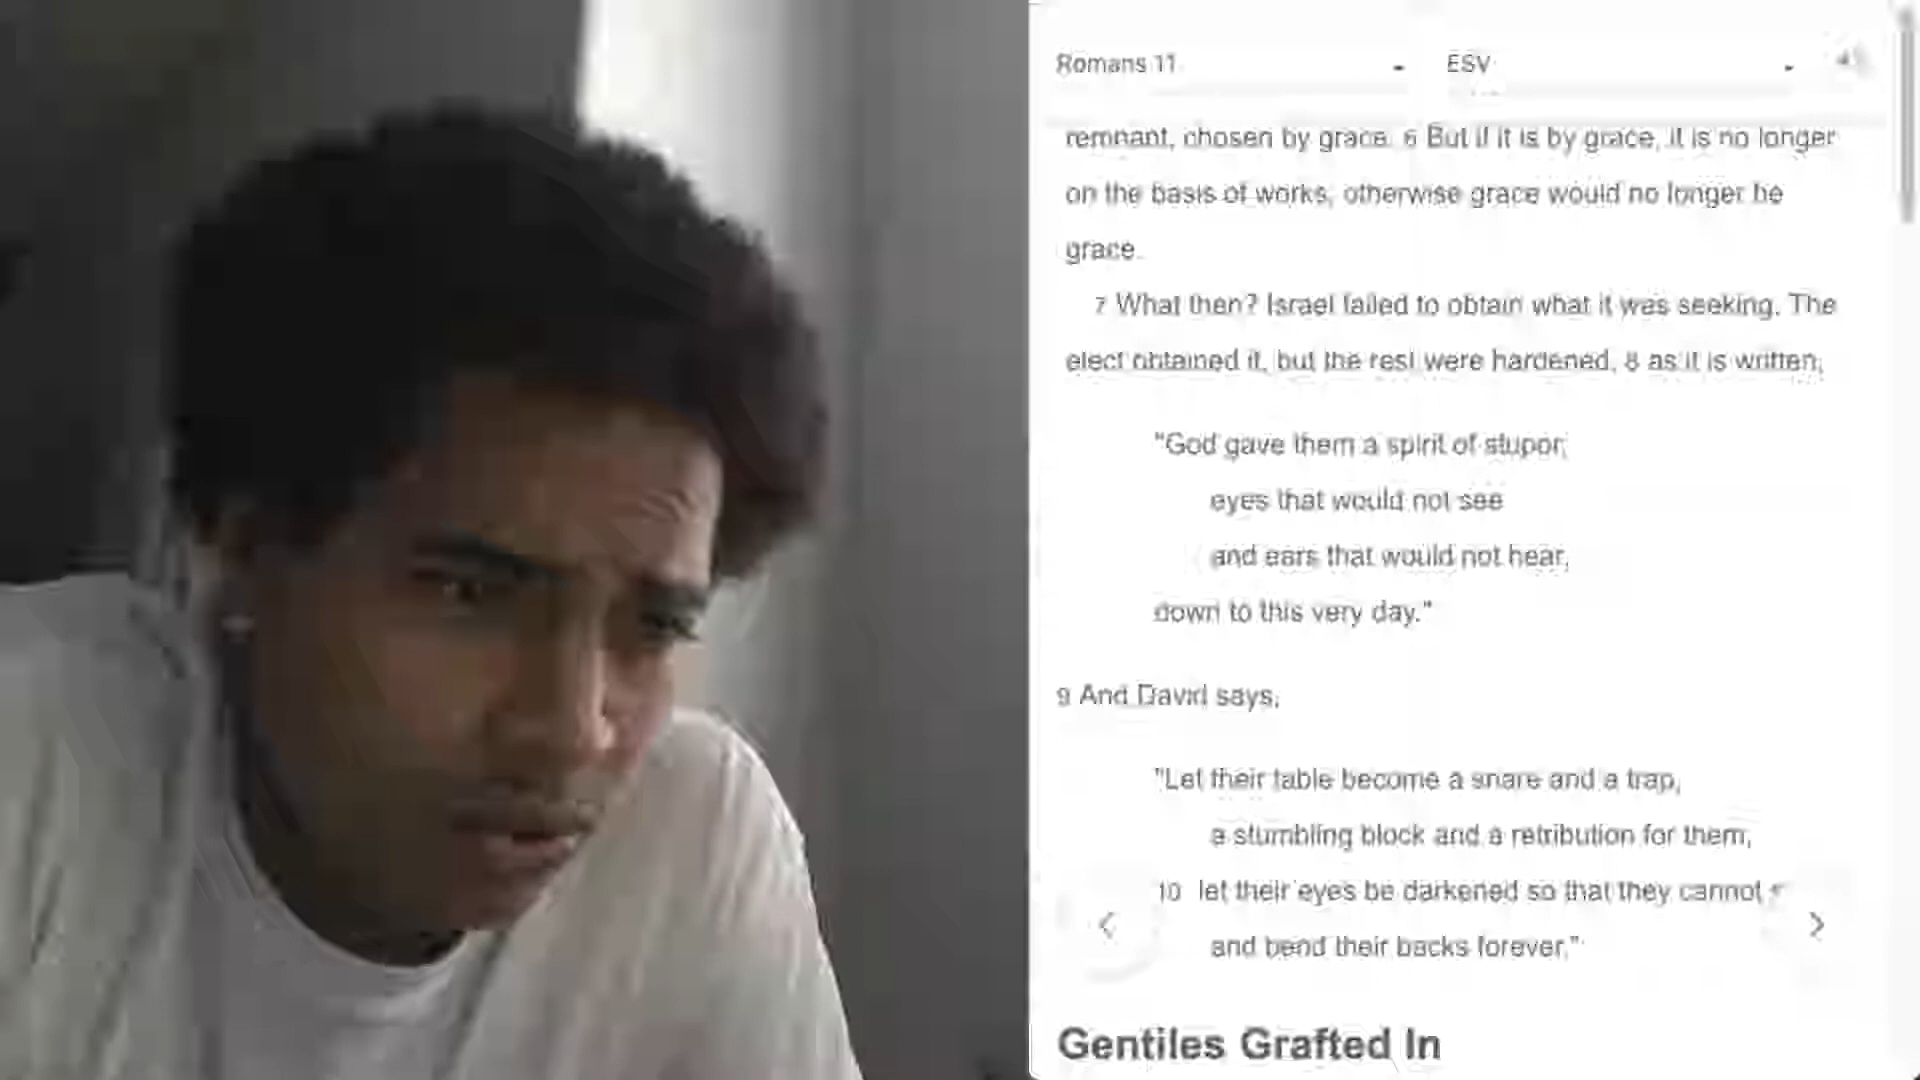 Romans 11 ESV
remnant, chosen by grace. 6 But if it is by grace, it is no longer
on the basis of works; otherwise grace would no longer be
grace.
7 What then? Israel failed to obtain what it was seeking. The
elect obtained it, but the rest were hardened, 8 as it is written,
"God gave them a spirit of stupor,
eyes that would not see
and ears that would not hear,
down to this very day."
9 And David says,
"Let their table become a snare and a trap,
a stumbling block and a retribution for them;
10 let their eyes be darkened so that they cannot
and bend their backs forever."
Gentiles Grafted In